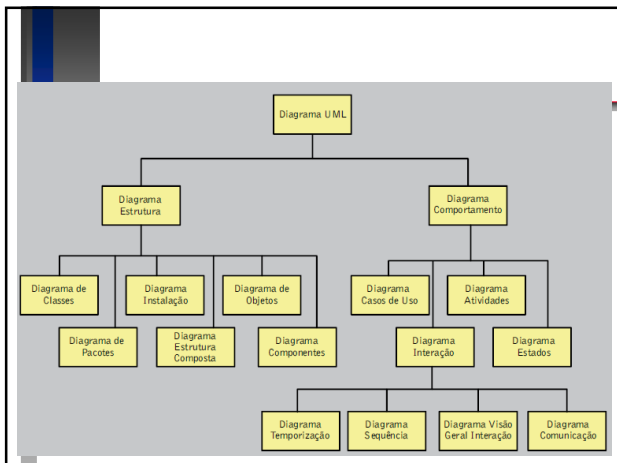 Diagrama UML
Diagrama
Estrutura
Diagrama
Comportamento
Diagrama de
Classes
Diagrama
Instalação
Diagrama de
Objetos
Diagrama
Casos de Uso
Diagrama
Atividades
Diagrama de
Pacotes
Diagrama
Estrutura
Composta
Diagrama
Componentes
Diagrama
Interação
Diagrama
Estados
Diagrama
Temporização
Diagrama
Sequência
Diagrama Visão
Geral Interação
Diagrama
Comunicação